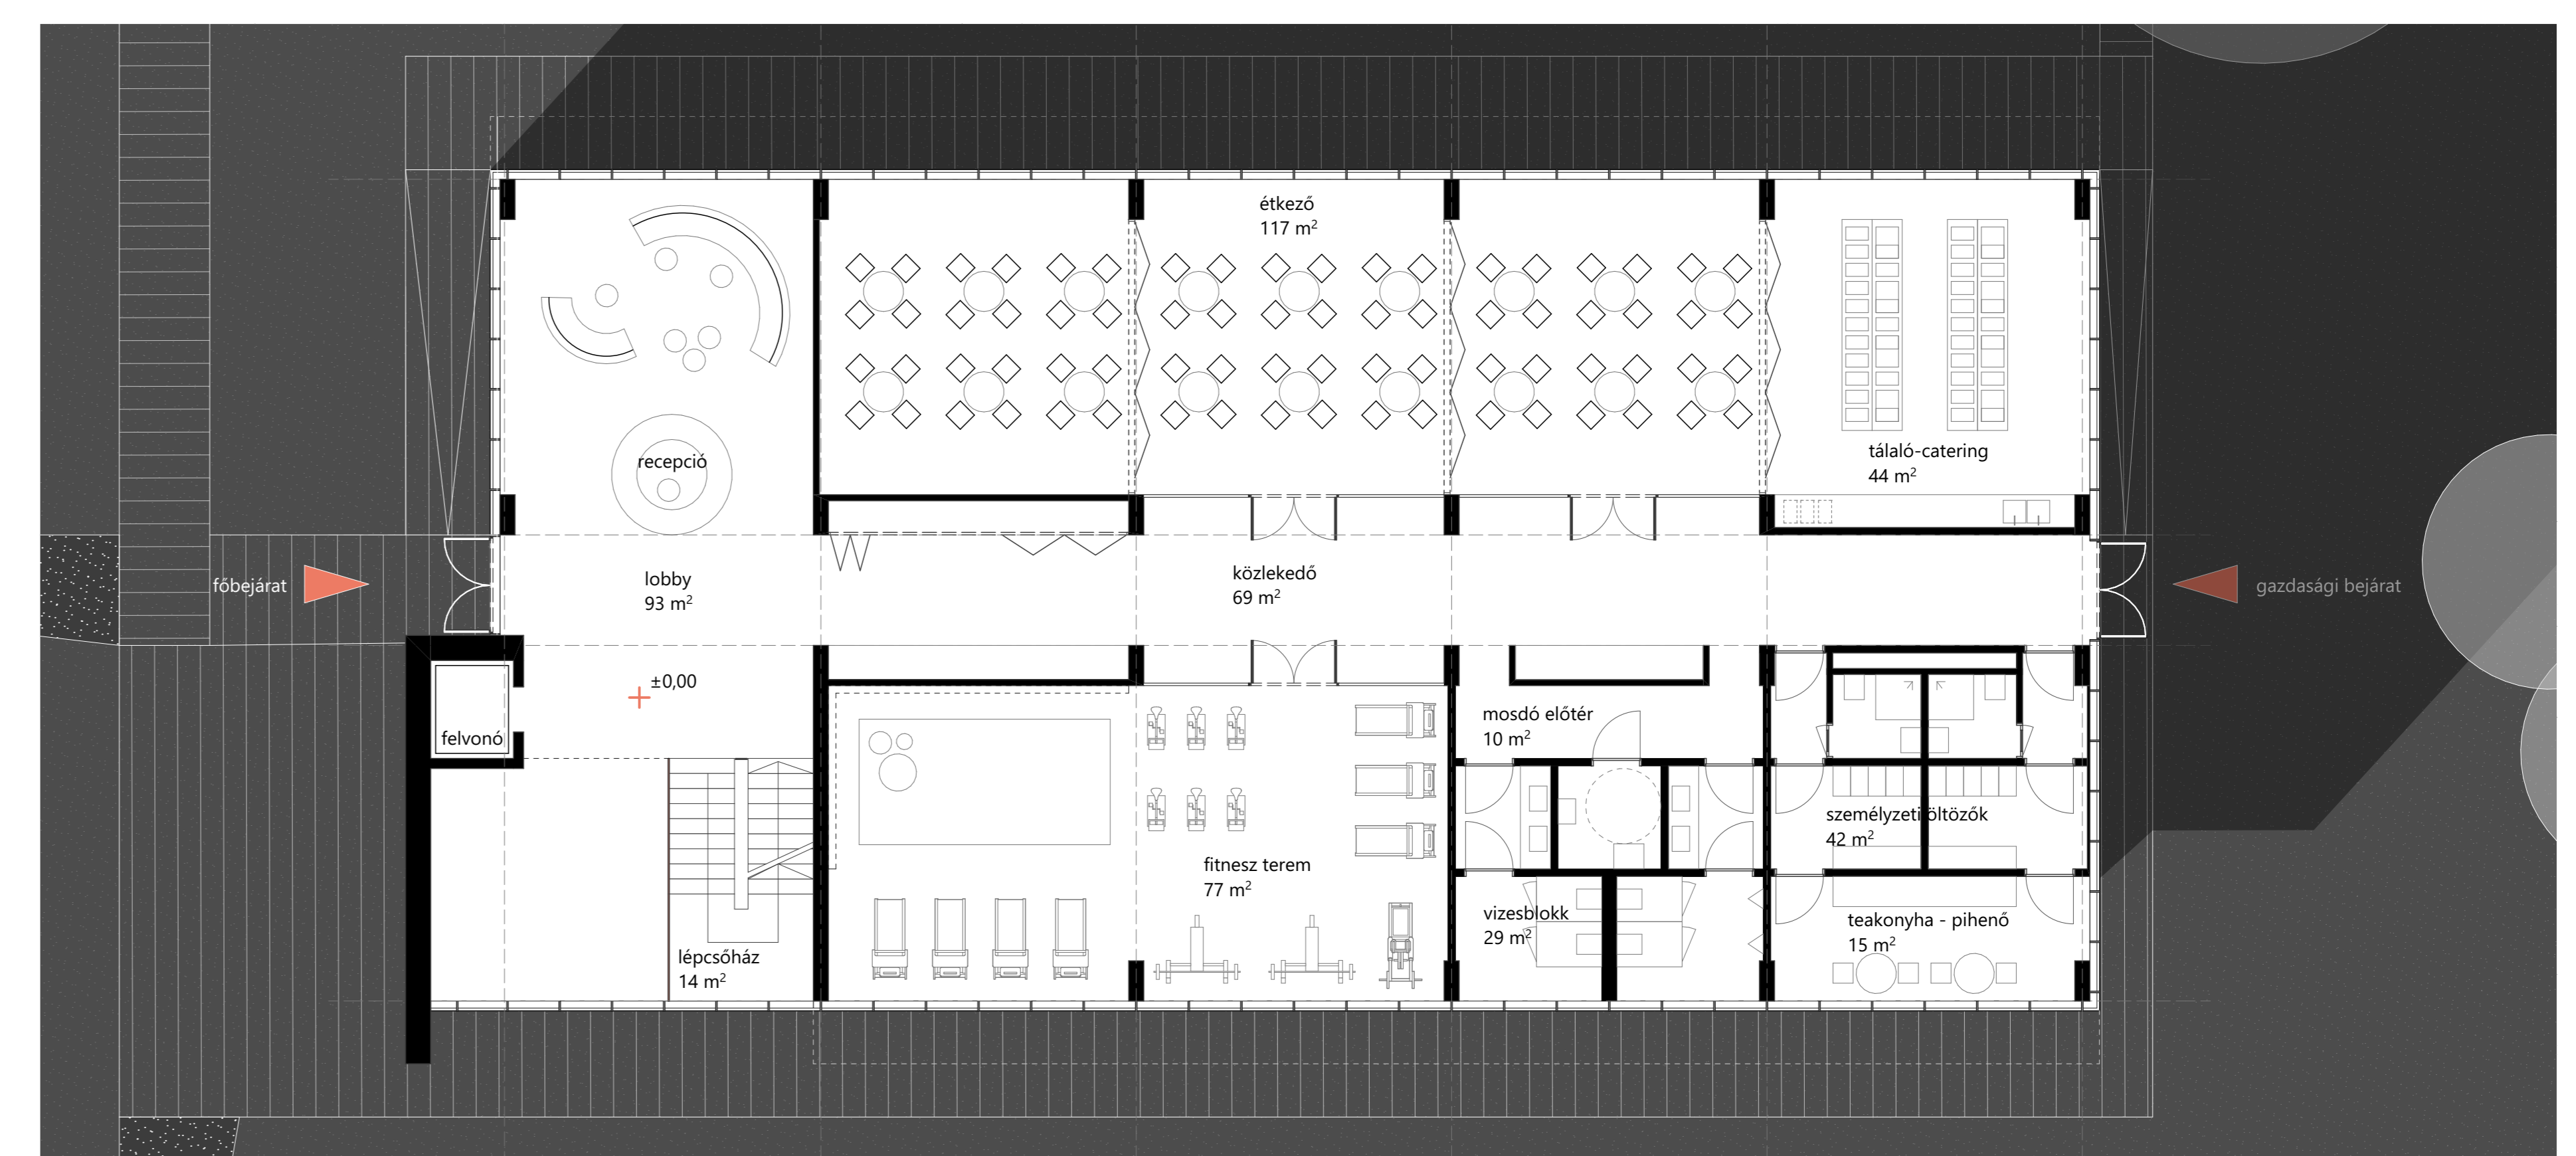 étkező
117 m²
recepció
tálaló-catering
44 m²
főbejárat
lobby
93 m²
közlekedő
69 m²
gazdasági bejárat
±0,00
felvonó
mosdó előtér
10 m²
személyzeti öltözők
42 m²
fitnesz terem
77 m²
vizesblokk
29 m²
teakonyha - pihenő
15 m²
lépcsőház
14 m²